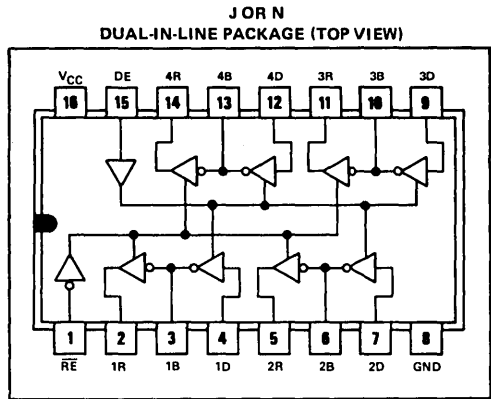 J OR N
DUAL-IN-LINE PACKAGE (TOP VIEW)
VCC DE 4R 4B 4D 3R 3B 3D
16 15 14 13 12 11 10 9
1 2 3 4 5 6 7 8
RE 1R 1B 1D 2R 2B 2D GND